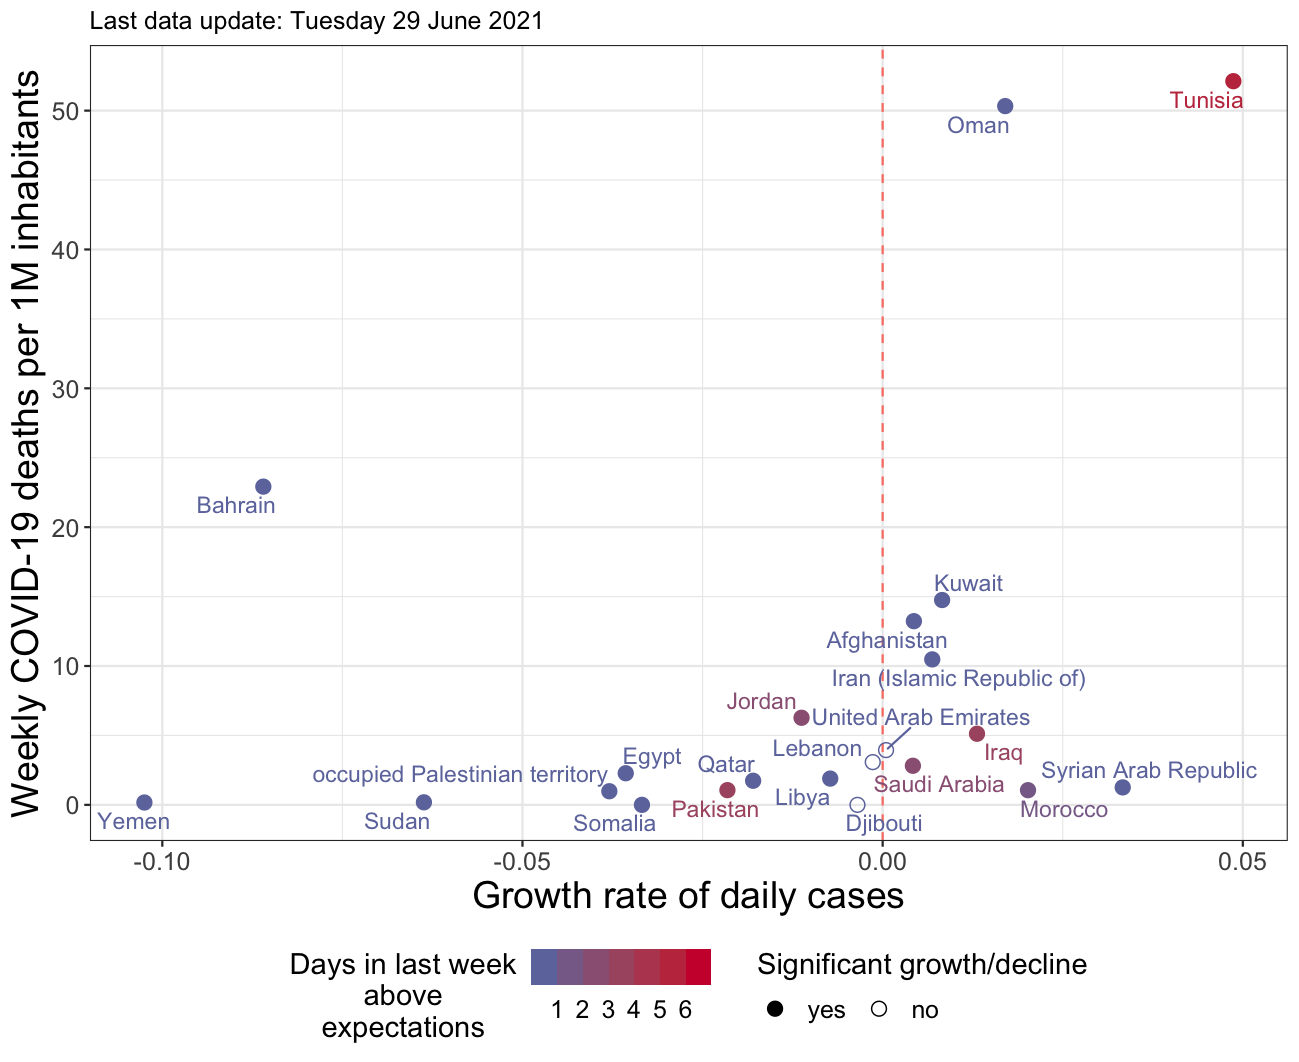 Last data update: Tuesday 29 June 2021
Weekly COVID-19 deaths per 1M inhabitants
50
40
30
20
10
0
Tunisia
Oman
Bahrain
Kuwait
Afghanistan
Iran (Islamic Republic of)
Jordan
United Arab Emirates
Lebanon
Iraq
Egypt
Qatar
occupied Palestinian territory
Syrian Arab Republic
Saudi Arabia
Libya
Pakistan
Morocco
Yemen
Sudan
Somalia
Djibouti
-0.10
-0.05
0.00
0.05
Growth rate of daily cases
Days in last week
above
expectations
1 2 3 4 5 6
Significant growth/decline
yes
no